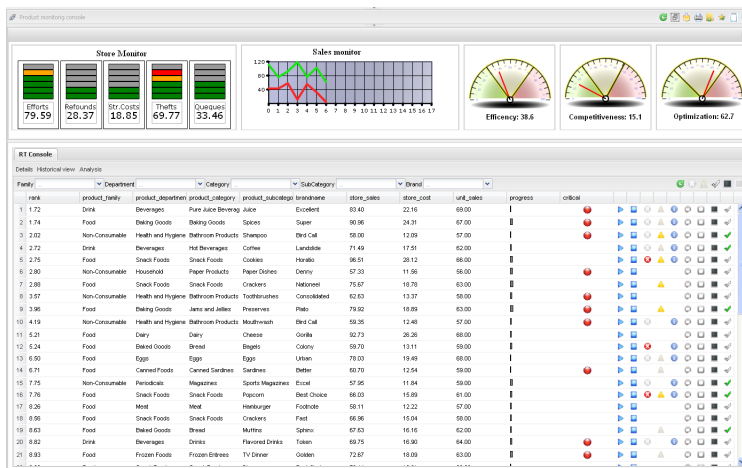 Product monitorig console
Store Monitor
Efforts Refounds Str.Costs Thefts Queques
79.59 28.37 18.85 69.77 33.46
Sales monitor
120
80
40
0 1 2 3 4 5 6 7 8 9 10 11 12 13 14 15 16 17
Efficency: 38.6
Competitiveness: 15.1
Optimization: 62.7
RT Console
Details Historical view Analysis
Family ... Department ... Category ... SubCategory ... Brand ...
rank product_family product_departmen product_category product_subcatego brandname store_sales store_cost unit_sales progress critical
1 1.72 Drink Beverages Pure Juice Beverag Juice Excellent 83.40 22.16 69.00
2 1.74 Food Baking Goods Baking Goods Spices Super 90.96 24.31 67.00
3 2.02 Non-Consumable Health and Hygiene Bathroom Products Shampoo Bird Call 58.00 12.09 57.00
4 2.72 Drink Beverages Hot Beverages Coffee Landslide 71.49 17.51 62.00
5 2.75 Food Snack Foods Snack Foods Cookies Horatio 96.51 28.12 66.00
6 2.80 Non-Consumable Household Paper Products Paper Dishes Denny 57.33 11.56 56.00
7 2.88 Food Snack Foods Snack Foods Crackers Nationeel 75.67 18.78 63.00
8 3.57 Non-Consumable Health and Hygiene Bathroom Products Toothbrushes Consolidated 62.63 13.37 58.00
9 3.96 Food Baking Goods Jams and Jellies Preserves Plato 79.92 18.89 63.00
10 4.19 Non-Consumable Health and Hygiene Bathroom Products Mouthwash Bird Call 59.35 12.48 57.00
11 5.21 Food Dairy Dairy Cheese Gorilla 92.73 26.26 68.00
12 5.24 Food Baked Goods Bread Bagels Colony 59.70 13.11 59.00
13 6.50 Food Eggs Eggs Eggs Urban 78.03 19.49 68.00
14 6.71 Food Canned Foods Canned Sardines Sardines Better 60.70 12.54 59.00
15 7.75 Non-Consumable Periodicals Magazines Sports Magazines Excel 57.95 11.84 59.00
16 7.76 Food Snack Foods Snack Foods Popcorn Best Choice 66.03 15.89 61.00
17 8.26 Food Meat Meat Hamburger Footnote 58.11 12.22 57.00
18 8.56 Food Snack Foods Snack Foods Crackers Fast 66.96 15.04 58.00
19 8.63 Food Baked Goods Bread Muffins Sphinx 67.63 16.16 62.00
20 8.82 Drink Beverages Drinks Flavored Drinks Token 69.75 16.90 64.00
21 8.93 Food Frozen Foods Frozen Entrees TV Dinner Golden 72.87 18.09 63.00